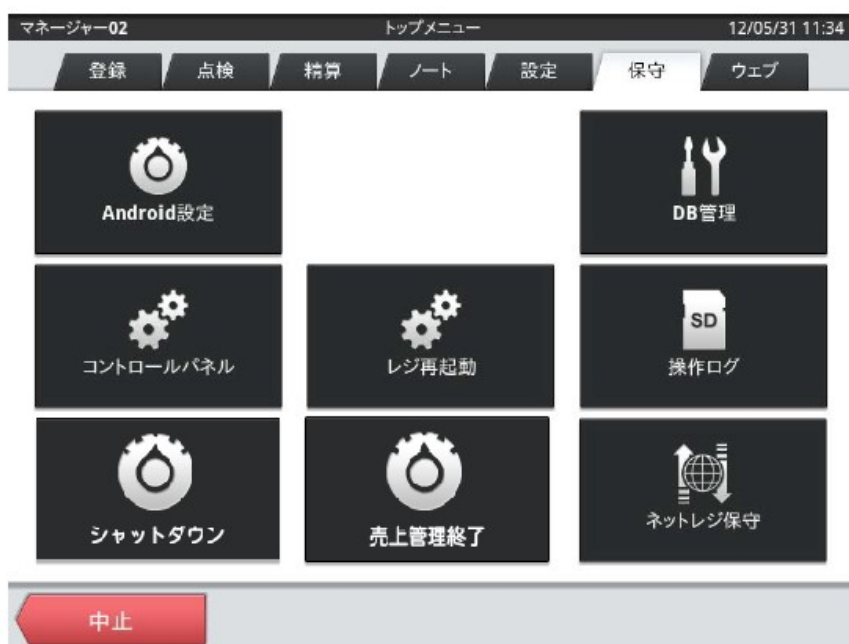 マネージャー02 トップメニュー 12/05/31 11:34
登録 点検 精算 ノート 設定 保守 ウェブ
Android設定 DB管理
SD
コントロールパネル レジ再起動 操作ログ
シャットダウン 売上管理終了 ネットレジ保守
中止